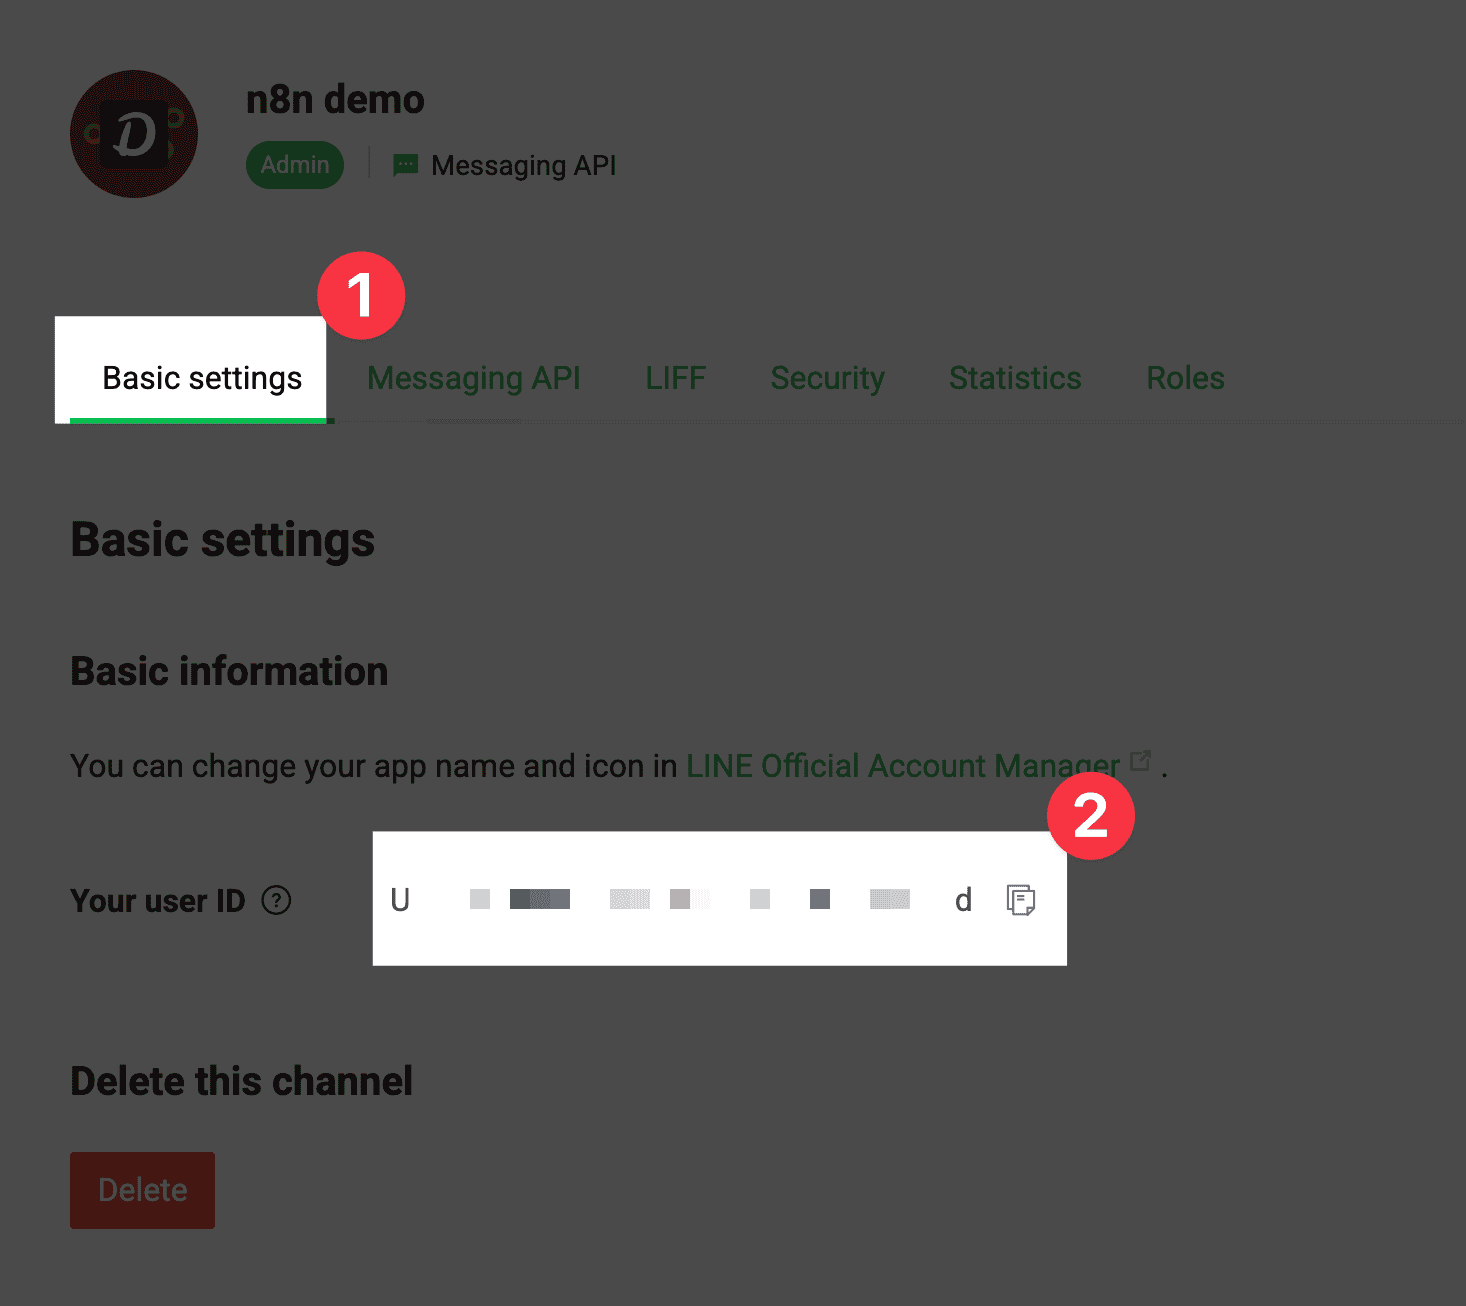 D
n8n demo
Admin
Messaging API
1
Basic settings
Messaging API
LIFF
Security
Statistics
Roles
Basic settings
Basic information
You can change your app name and icon in LINE Official Account Manager .
2
Your user ID ?
U
d
Delete this channel
Delete